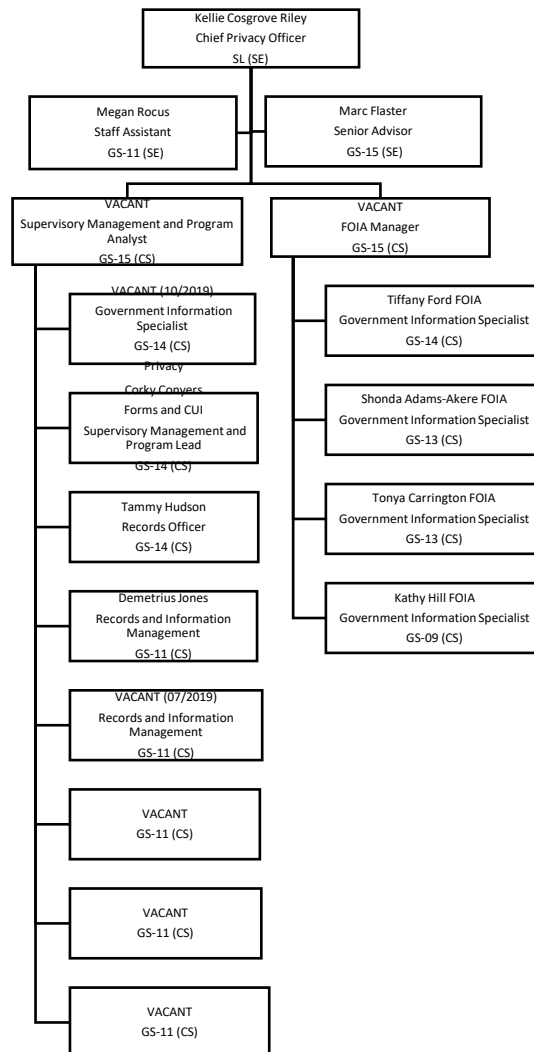 Kellie Cosgrove Riley
Chief Privacy Officer
SL (SE)
Megan Rocus
Staff Assistant
GS-11 (SE)
Marc Flaster
Senior Advisor
GS-15 (SE)
VACANT
Supervisory Management and Program
Analyst
GS-15 (CS)
VACANT
FOIA Manager
GS-15 (CS)
VACANT (10/2019)
Government Information
Specialist
GS-14 (CS)
Privacy
Corky Conyers
Forms and CUI
Supervisory Management and
Program Lead
GS-14 (CS)
Tammy Hudson
Records Officer
GS-14 (CS)
Demetrius Jones
Records and Information
Management
GS-11 (CS)
VACANT (07/2019)
Records and Information
Management
GS-11 (CS)
VACANT
GS-11 (CS)
VACANT
GS-11 (CS)
VACANT
GS-11 (CS)
Tiffany Ford FOIA
Government Information Specialist
GS-14 (CS)
Shonda Adams-Akere FOIA
Government Information Specialist
GS-13 (CS)
Tonya Carrington FOIA
Government Information Specialist
GS-13 (CS)
Kathy Hill FOIA
Government Information Specialist
GS-09 (CS)